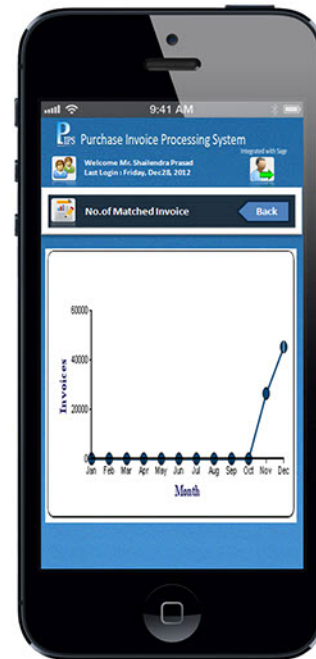 9:41 AM
PIPS Purchase Invoice Processing System
Integrated with Sage
Welcome Mr. Shailendra Prasad
Last Login : Friday, Dec28, 2012
No.of Matched Invoice
Back
60000
40000
20000
0
Invoices
Jan Feb Mar Apr May Jun Jul Aug Sep Oct Nov Dec
Month